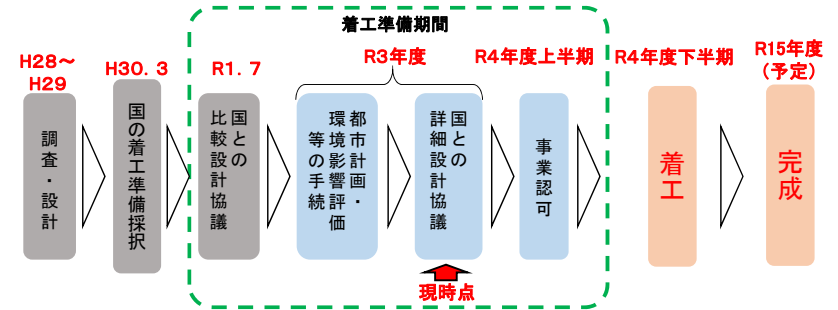 着工準備期間
H28～
H29
H30．3
R1．7
R3年度
R4年度上半期
R4年度下半期
R15年度
（予定）
調査・設計
国の着工準備採択
国との
比較設計協議
都市計画・
環境影響評価
等の手続
国との
詳細設計協議
事業認可
着工
完成
現時点